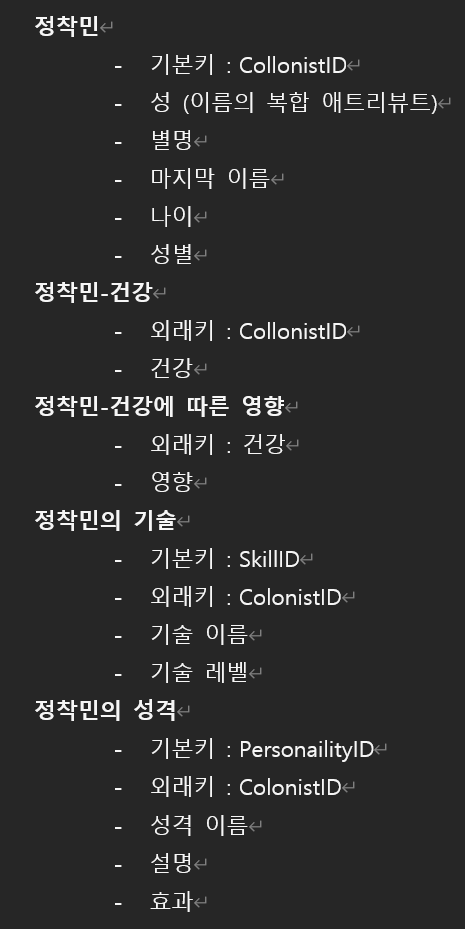 정착민
- 기본키 : CollonistID
- 성 (이름의 복합 애트리뷰트)
- 별명
- 마지막 이름
- 나이
- 성별
정착민-건강
- 외래키 : CollonistID
- 건강
정착민-건강에 따른 영향
- 외래키 : 건강
- 영향
정착민의 기술
- 기본키 : SkillID
- 외래키 : ColonistID
- 기술 이름
- 기술 레벨
정착민의 성격
- 기본키 : PersonailityID
- 외래키 : ColonistID
- 성격 이름
- 설명
- 효과